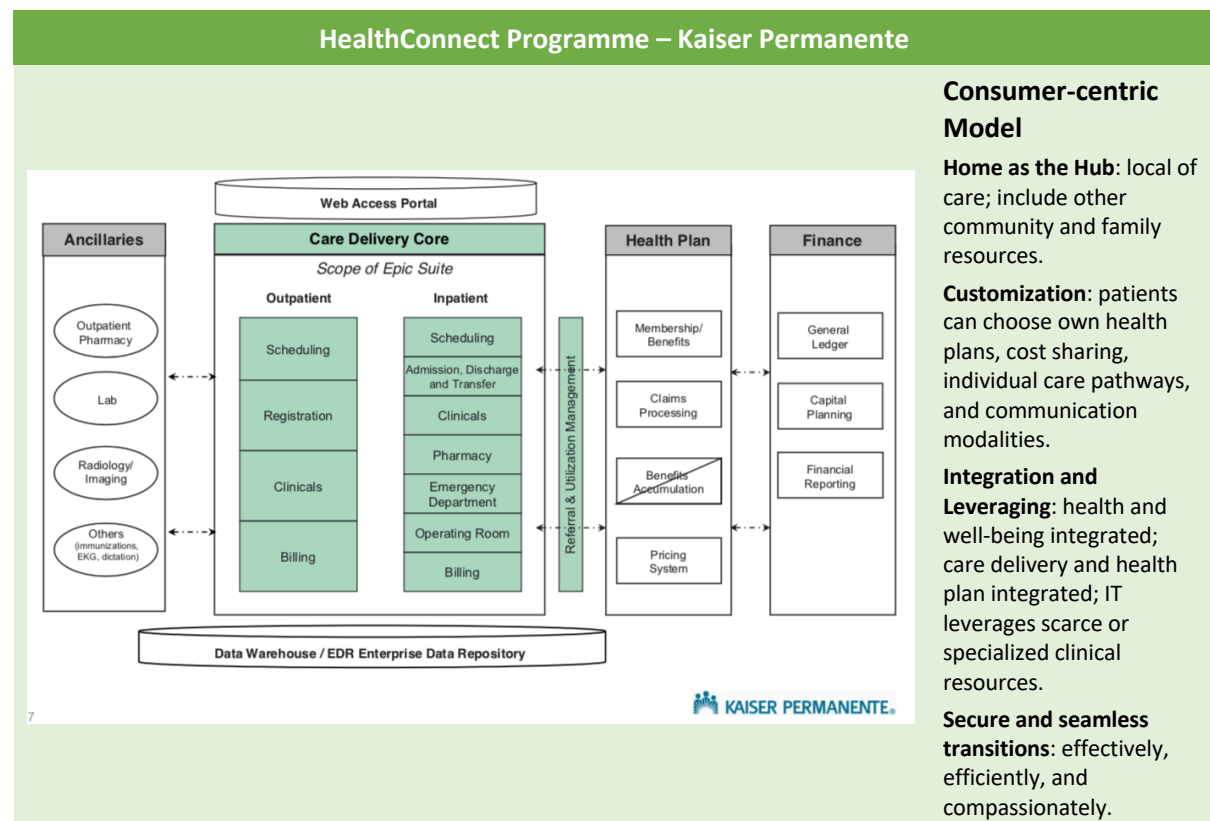 HealthConnect Programme – Kaiser Permanente
Web Access Portal
Ancillaries
Outpatient
Pharmacy
Lab
Radiology/
Imaging
Others
(immunizations,
EKG, dictation)
Care Delivery Core
Scope of Epic Suite
Outpatient
Scheduling
Registration
Clinicals
Billing
Inpatient
Scheduling
Admission, Discharge
and Transfer
Clinicals
Pharmacy
Emergency
Department
Operating Room
Billing
Referral & Utilization Management
Health Plan
Membership/
Benefits
Claims
Processing
Benefits
Accumulation
Pricing
System
Finance
General
Ledger
Capital
Planning
Financial
Reporting
Data Warehouse / EDR Enterprise Data Repository
7
KAISER PERMANENTE®
Consumer-centric
Model
Home as the Hub: local of
care; include other
community and family
resources.
Customization: patients
can choose own health
plans, cost sharing,
individual care pathways,
and communication
modalities.
Integration and
Leveraging: health and
well-being integrated;
care delivery and health
plan integrated; IT
leverages scarce or
specialized clinical
resources.
Secure and seamless
transitions: effectively,
efficiently, and
compassionately.